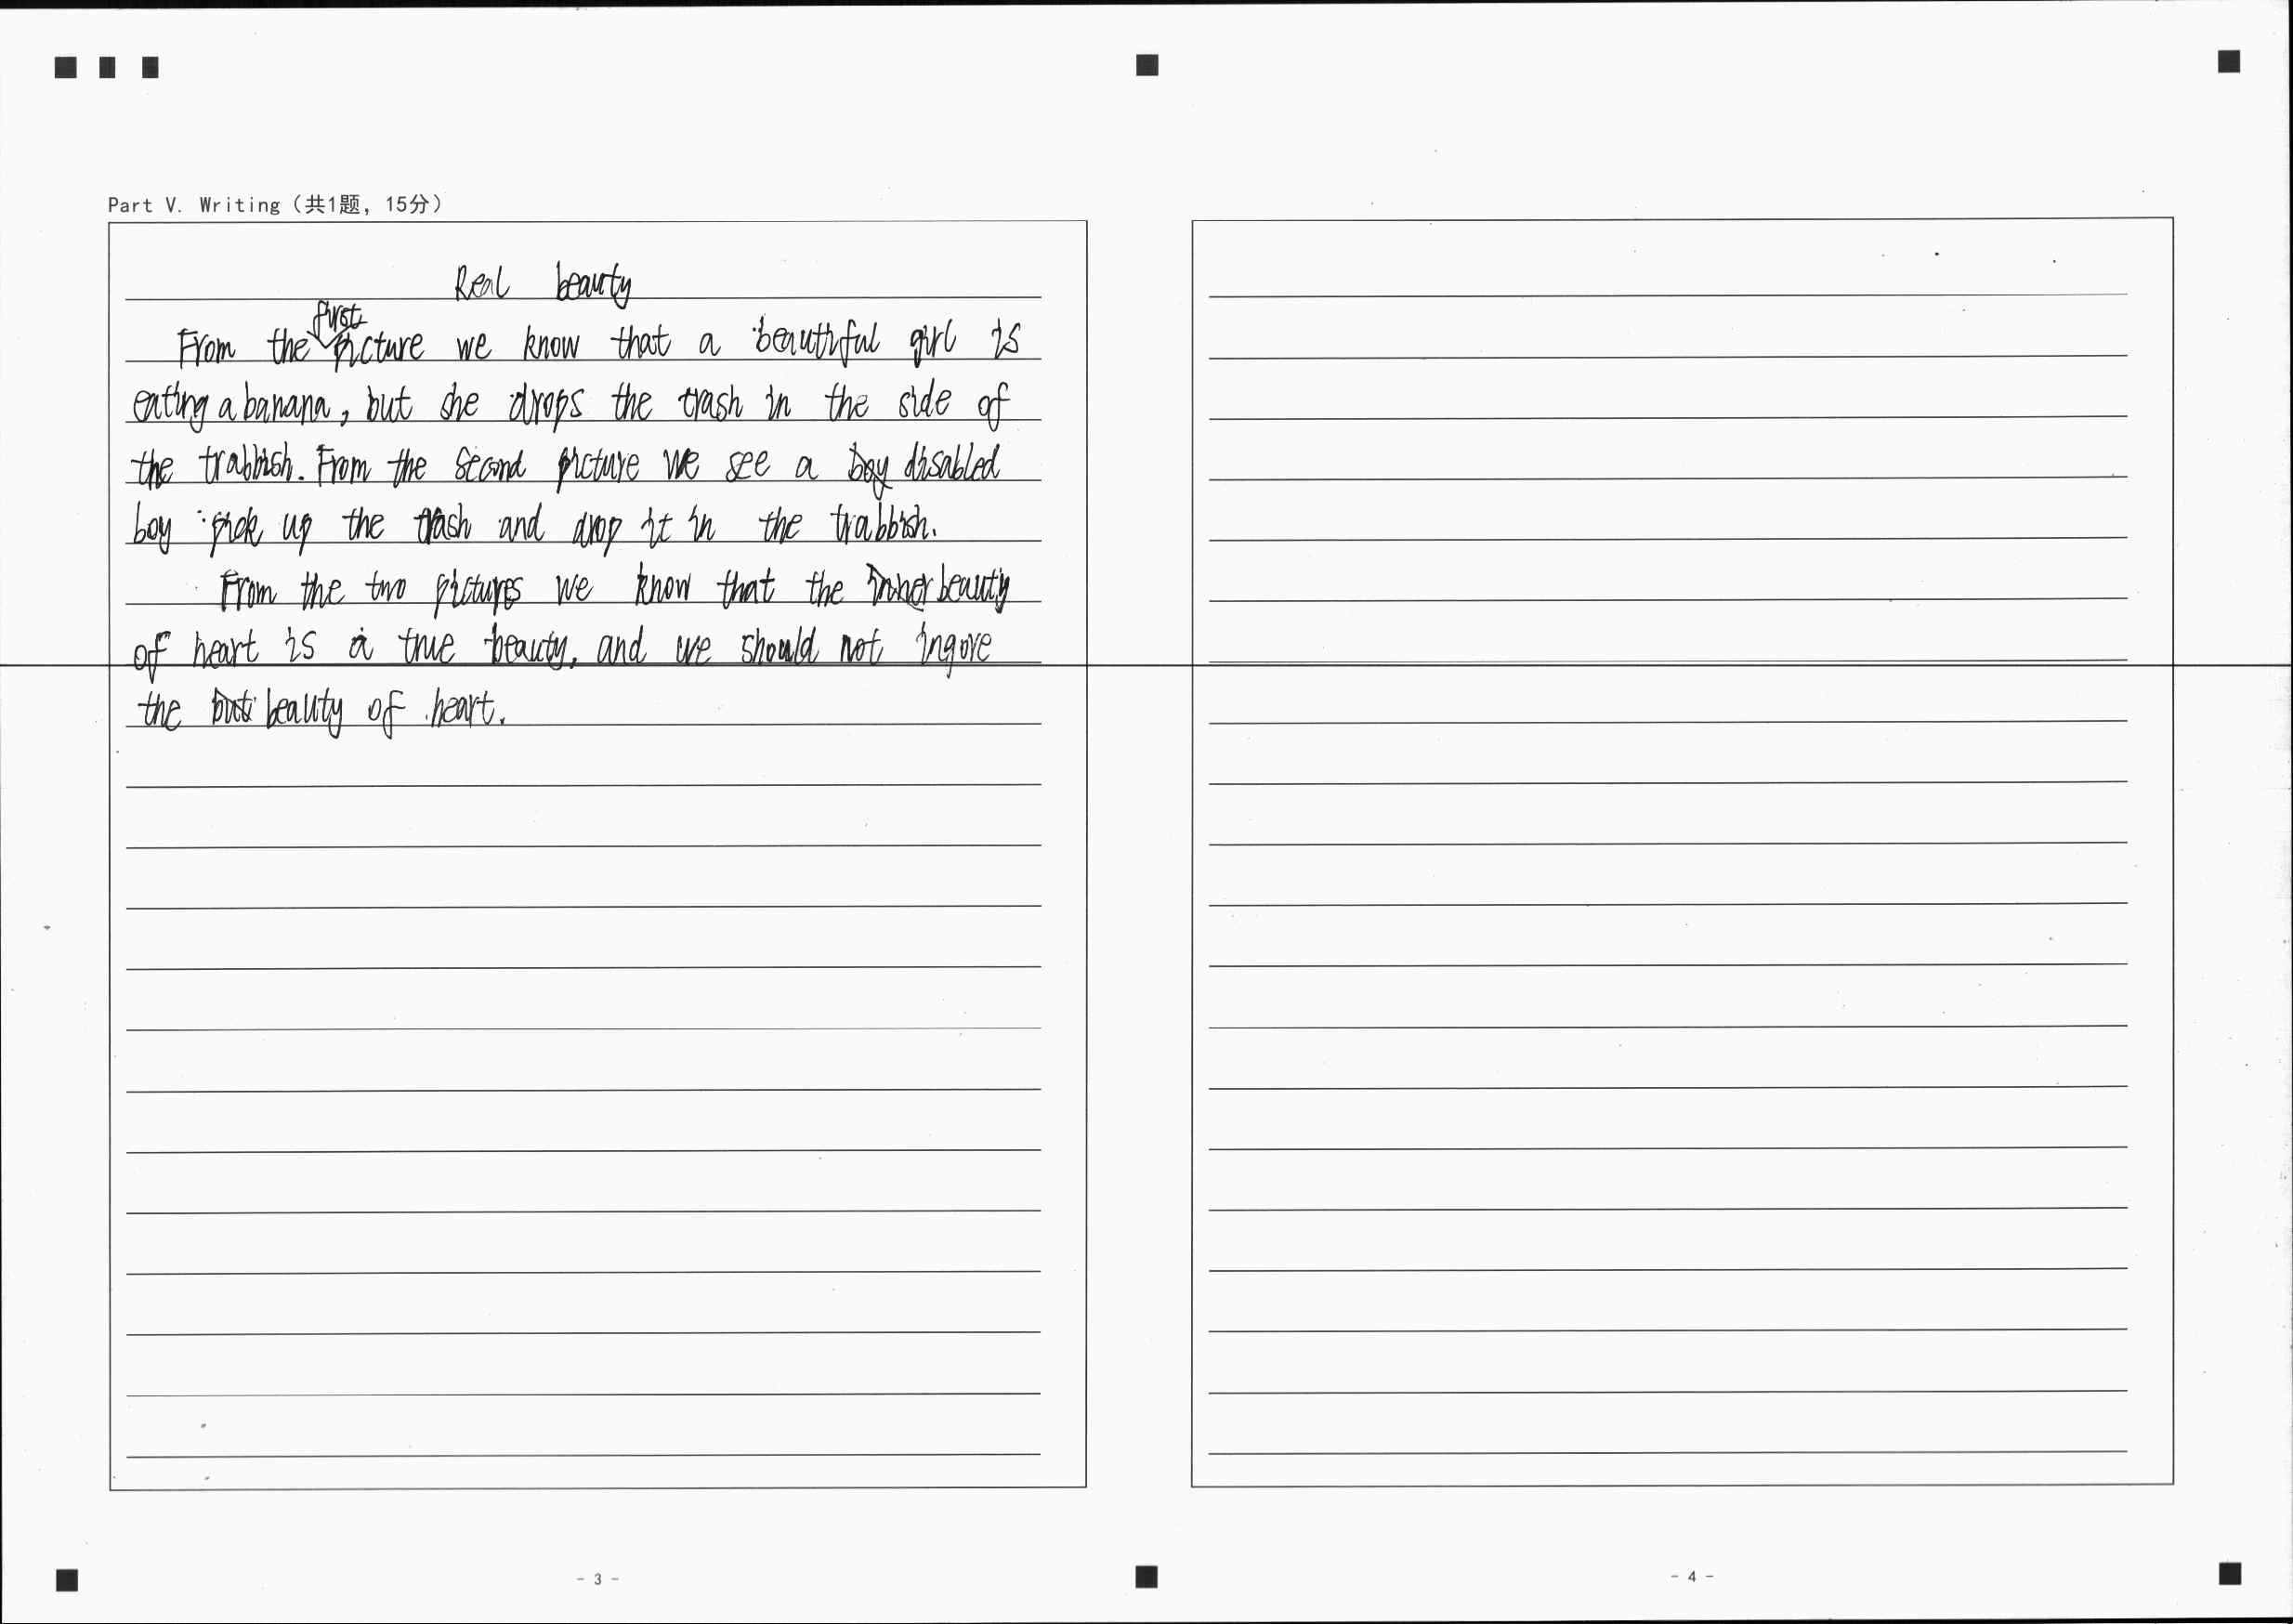 Part V. Writing（共1题，15分）
Real beauty
From the first picture we know that a beautiful girl is
eating a banana, but she drops the trash in the side of
the trabbish. From the second picture we see a boy disabled
boy pick up the trash and drop it in the trabbish.
From the two pictures we know that the inner beauty
of heart is a true beauty, and we should not ingore
the beauty of heart.
- 3 -
- 4 -